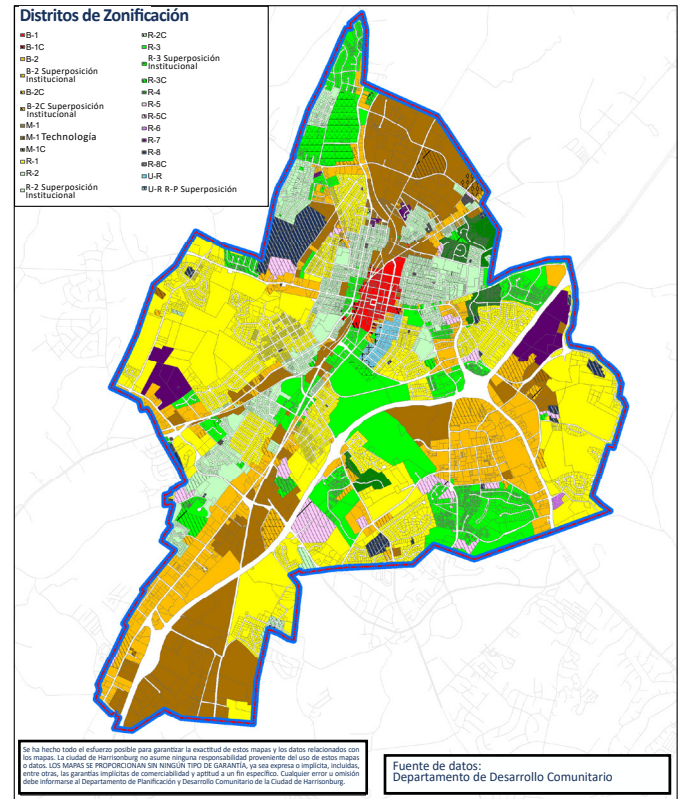 Distritos de Zonificación
B-1
B-1C
B-2
B-2 Superposición
Institucional
B-2C
B-2C Superposición
Institucional
M-1
M-1 Technología
M-1C
R-1
R-2
R-2 Superposición
Institucional
R-2C
R-3
R-3 Superposición
Institucional
R-3C
R-4
R-5
R-5C
R-6
R-7
R-8
R-8C
U-R
U-R R-P Superposición
Se ha hecho todo el esfuerzo posible para garantizar la exactitud de estos mapas y los datos relacionados con
los mapas. La ciudad de Harrisonburg no asume ninguna responsabilidad proveniente del uso de estos mapas
o datos. LOS MAPAS SE PROPORCIONAN SIN NINGÚN TIPO DE GARANTÍA, ya sea expresa o implícita, incluidas,
entre otras, las garantías implícitas de comerciabilidad y aptitud a un fin específico. Cualquier error u omisión
debe informarse al Departamento de Planificación y Desarrollo Comunitario de la Ciudad de Harrisonburg.
Fuente de datos:
Departamento de Desarrollo Comunitario